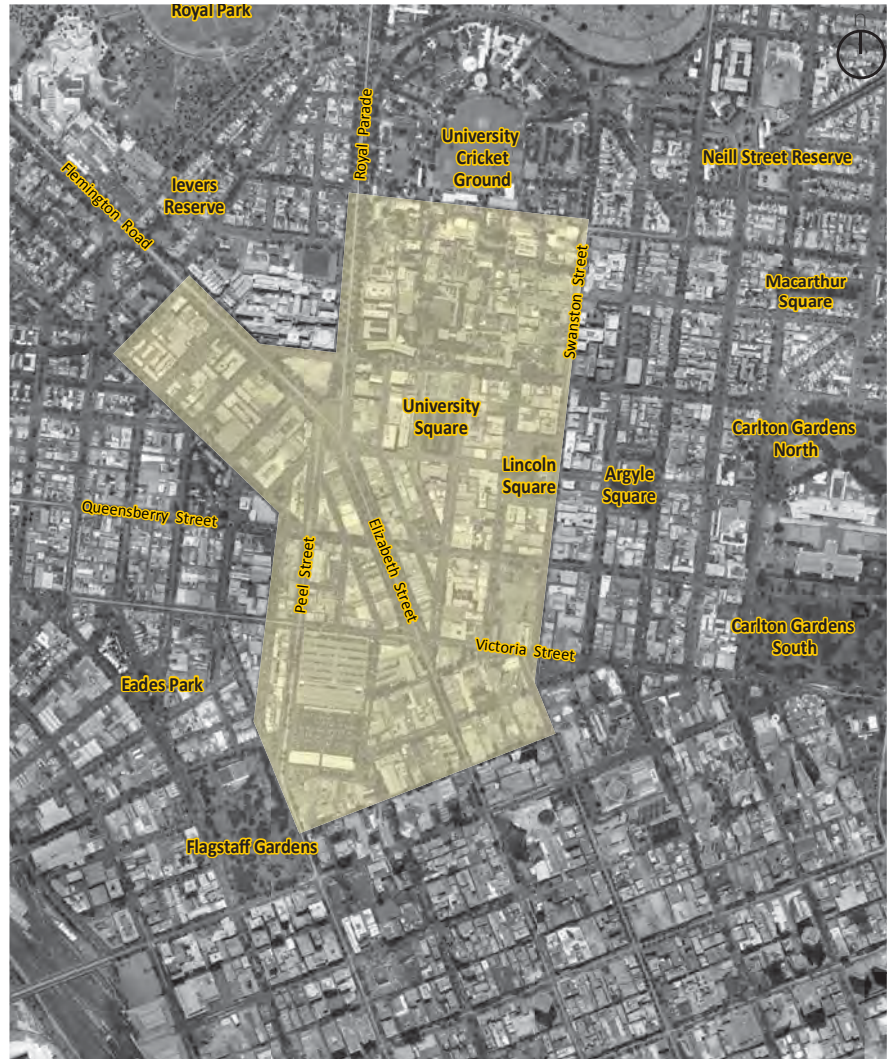 Royal Park
Royal Parade
University
Cricket
Ground
Neill Street Reserve
Flemington Road
Ievers
Reserve
Swanston Street
Macarthur
Square
University
Square
Carlton Gardens
North
Lincoln
Square
Argyle
Square
Queensberry Street
Elizabeth Street
Peel Street
Carlton Gardens
South
Victoria Street
Eades Park
Flagstaff Gardens